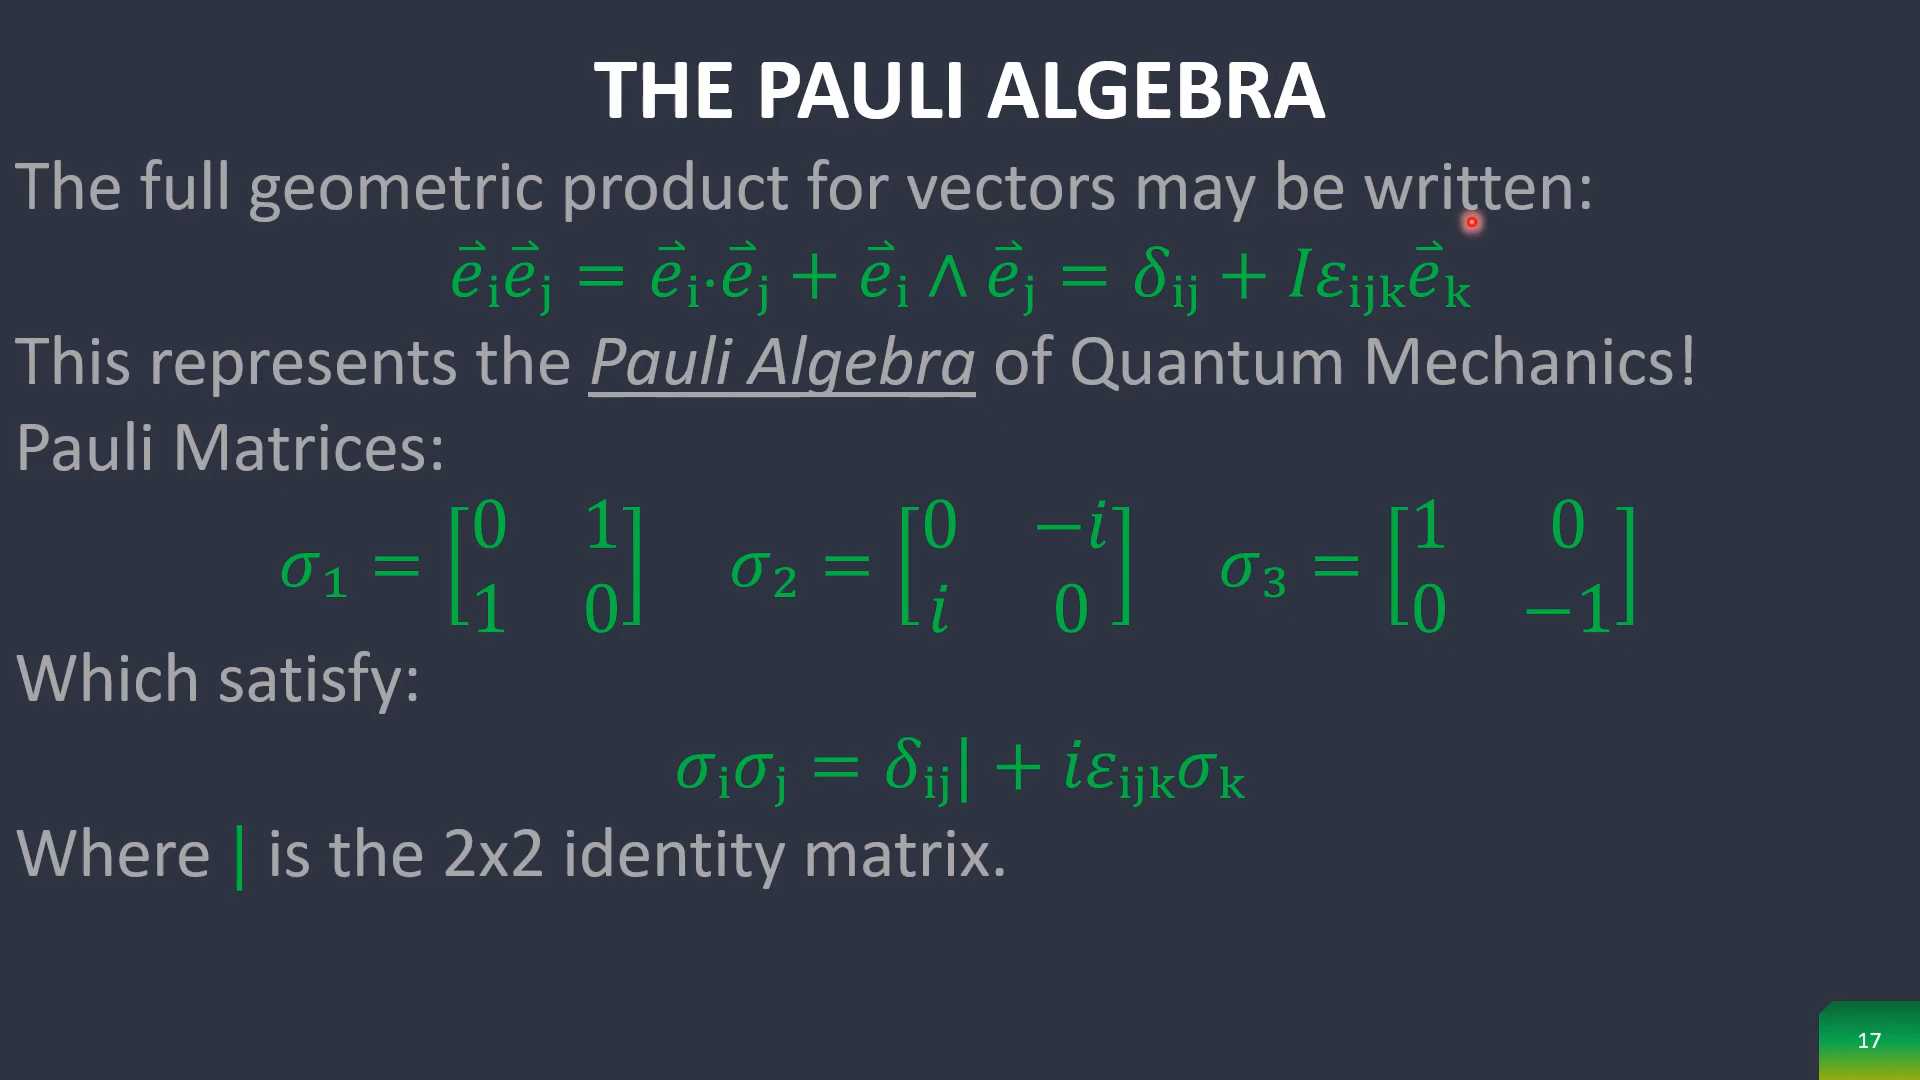 THE PAULI ALGEBRA
The full geometric product for vectors may be written:
e⃗ᵢe⃗ⱼ = e⃗ᵢ·e⃗ⱼ + e⃗ᵢ ∧ e⃗ⱼ = δᵢⱼ + Iεᵢⱼₖe⃗ₖ
This represents the Pauli Algebra of Quantum Mechanics!
Pauli Matrices:
σ₁ = [0 1; 1 0] σ₂ = [0 −i; i 0] σ₃ = [1 0; 0 −1]
Which satisfy:
σᵢσⱼ = δᵢⱼ| + iεᵢⱼₖσₖ
Where | is the 2x2 identity matrix.
17